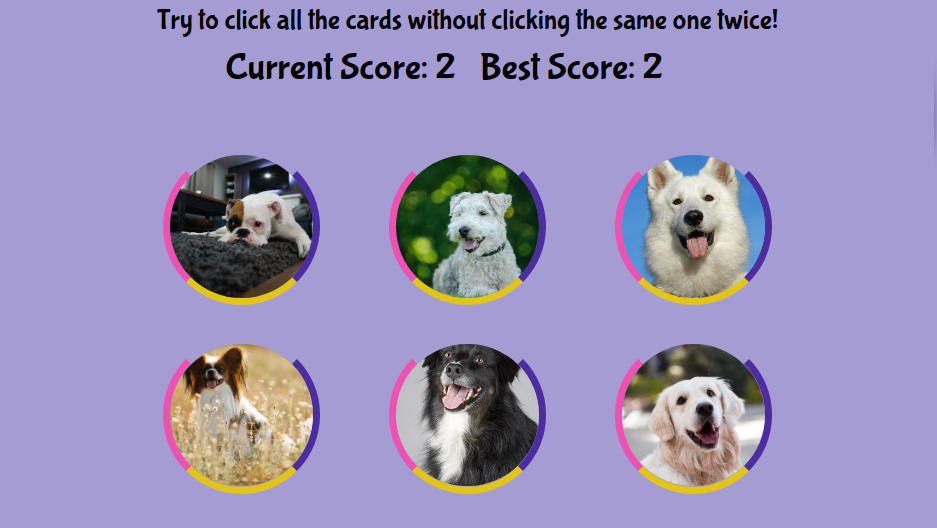 Try to click all the cards without clicking the same one twice!
Current Score: 2 Best Score: 2